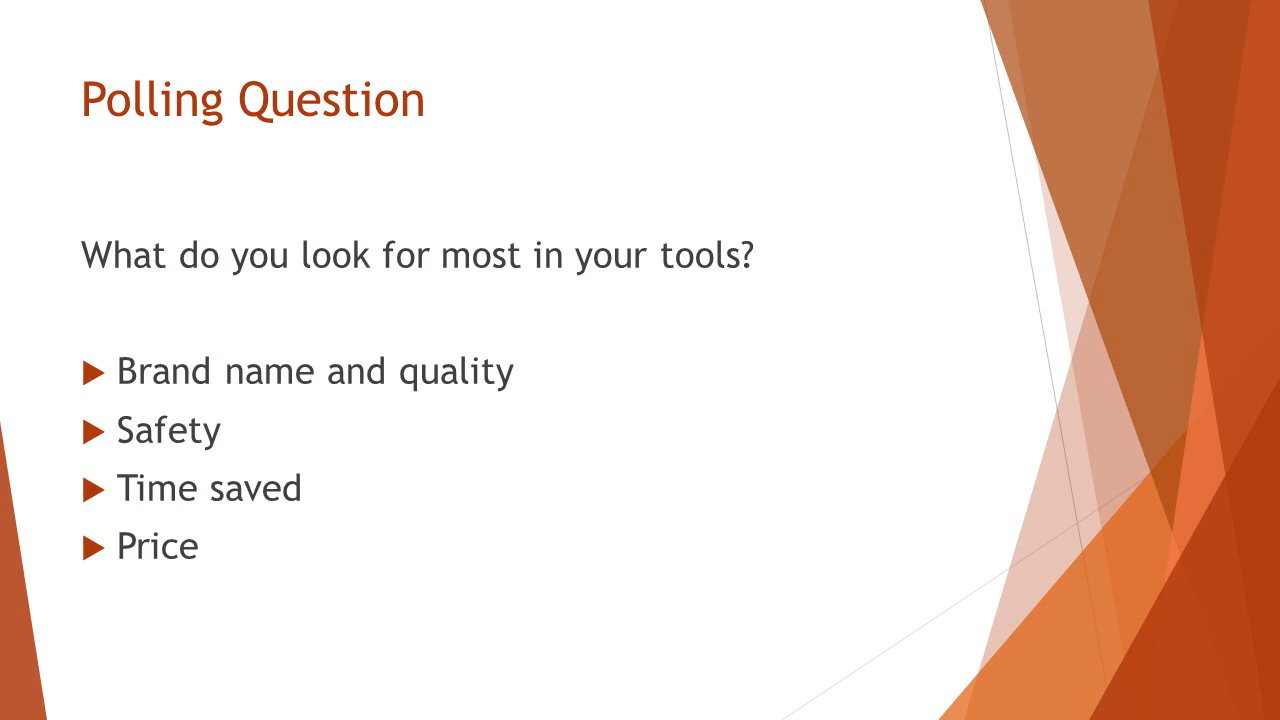 Polling Question
What do you look for most in your tools?
Brand name and quality
Safety
Time saved
Price